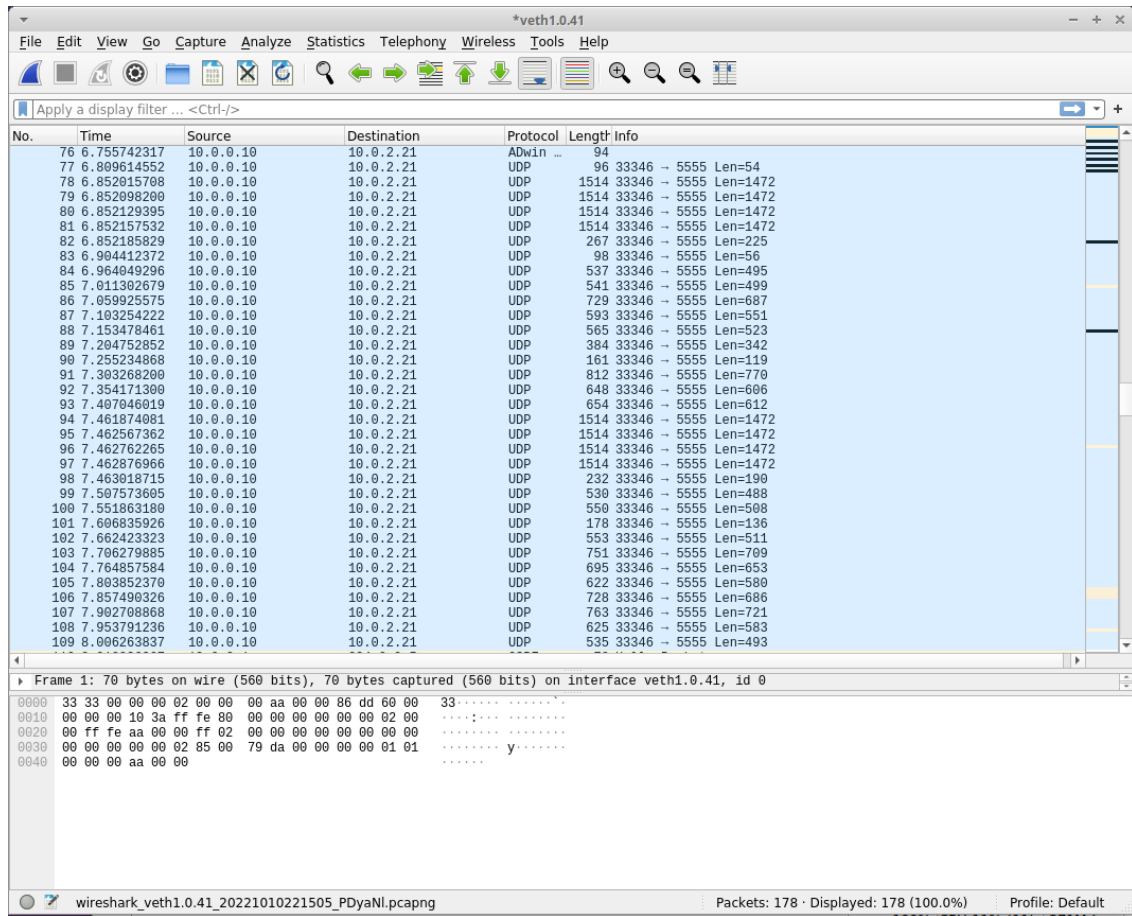 *veth1.0.41
File Edit View Go Capture Analyze Statistics Telephony Wireless Tools Help
Apply a display filter ... <Ctrl-/>
No. Time Source Destination Protocol Length Info
76 6.755742317 10.0.0.10 10.0.2.21 ADwin … 94
77 6.809614552 10.0.0.10 10.0.2.21 UDP 96 33346 → 5555 Len=54
78 6.852015708 10.0.0.10 10.0.2.21 UDP 1514 33346 → 5555 Len=1472
79 6.852098200 10.0.0.10 10.0.2.21 UDP 1514 33346 → 5555 Len=1472
80 6.852129395 10.0.0.10 10.0.2.21 UDP 1514 33346 → 5555 Len=1472
81 6.852157532 10.0.0.10 10.0.2.21 UDP 1514 33346 → 5555 Len=1472
82 6.852185829 10.0.0.10 10.0.2.21 UDP 267 33346 → 5555 Len=225
83 6.904412372 10.0.0.10 10.0.2.21 UDP 98 33346 → 5555 Len=56
84 6.964049296 10.0.0.10 10.0.2.21 UDP 537 33346 → 5555 Len=495
85 7.011302679 10.0.0.10 10.0.2.21 UDP 541 33346 → 5555 Len=499
86 7.059925575 10.0.0.10 10.0.2.21 UDP 729 33346 → 5555 Len=687
87 7.103254222 10.0.0.10 10.0.2.21 UDP 593 33346 → 5555 Len=551
88 7.153478461 10.0.0.10 10.0.2.21 UDP 565 33346 → 5555 Len=523
89 7.204752852 10.0.0.10 10.0.2.21 UDP 384 33346 → 5555 Len=342
90 7.255234868 10.0.0.10 10.0.2.21 UDP 161 33346 → 5555 Len=119
91 7.303268200 10.0.0.10 10.0.2.21 UDP 812 33346 → 5555 Len=770
92 7.354171300 10.0.0.10 10.0.2.21 UDP 648 33346 → 5555 Len=606
93 7.407046019 10.0.0.10 10.0.2.21 UDP 654 33346 → 5555 Len=612
94 7.461874081 10.0.0.10 10.0.2.21 UDP 1514 33346 → 5555 Len=1472
95 7.462567362 10.0.0.10 10.0.2.21 UDP 1514 33346 → 5555 Len=1472
96 7.462762265 10.0.0.10 10.0.2.21 UDP 1514 33346 → 5555 Len=1472
97 7.462876966 10.0.0.10 10.0.2.21 UDP 1514 33346 → 5555 Len=1472
98 7.463018715 10.0.0.10 10.0.2.21 UDP 232 33346 → 5555 Len=190
99 7.507573605 10.0.0.10 10.0.2.21 UDP 530 33346 → 5555 Len=488
100 7.551863180 10.0.0.10 10.0.2.21 UDP 550 33346 → 5555 Len=508
101 7.606835926 10.0.0.10 10.0.2.21 UDP 178 33346 → 5555 Len=136
102 7.662423323 10.0.0.10 10.0.2.21 UDP 553 33346 → 5555 Len=511
103 7.706279885 10.0.0.10 10.0.2.21 UDP 751 33346 → 5555 Len=709
104 7.764857584 10.0.0.10 10.0.2.21 UDP 695 33346 → 5555 Len=653
105 7.803852370 10.0.0.10 10.0.2.21 UDP 622 33346 → 5555 Len=580
106 7.857490326 10.0.0.10 10.0.2.21 UDP 728 33346 → 5555 Len=686
107 7.902708868 10.0.0.10 10.0.2.21 UDP 763 33346 → 5555 Len=721
108 7.953791236 10.0.0.10 10.0.2.21 UDP 625 33346 → 5555 Len=583
109 8.006263837 10.0.0.10 10.0.2.21 UDP 535 33346 → 5555 Len=493
Frame 1: 70 bytes on wire (560 bits), 70 bytes captured (560 bits) on interface veth1.0.41, id 0
0000 33 33 00 00 00 02 00 00 00 aa 00 00 86 dd 60 00 33······ ······`·
0010 00 00 00 10 3a ff fe 80 00 00 00 00 00 00 02 00 ····:··· ········
0020 00 ff fe aa 00 00 ff 02 00 00 00 00 00 00 00 00 ········ ········
0030 00 00 00 00 00 02 85 00 79 da 00 00 00 00 01 01 ········ y·······
0040 00 00 00 aa 00 00 ······
wireshark_veth1.0.41_20221010221505_PDyaNl.pcapng Packets: 178 · Displayed: 178 (100.0%) Profile: Default